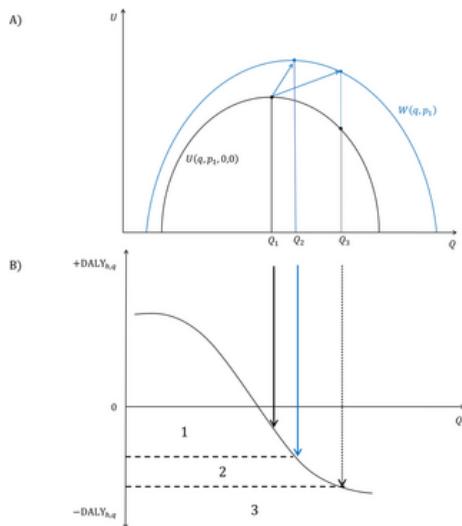 A)
U
W(q,p₁)
U(q,p₁,0,0)
Q₁ Q₂ Q₃ Q
B)
+DALYₕ,q
0
Q
1
2
3
−DALYₕ,q